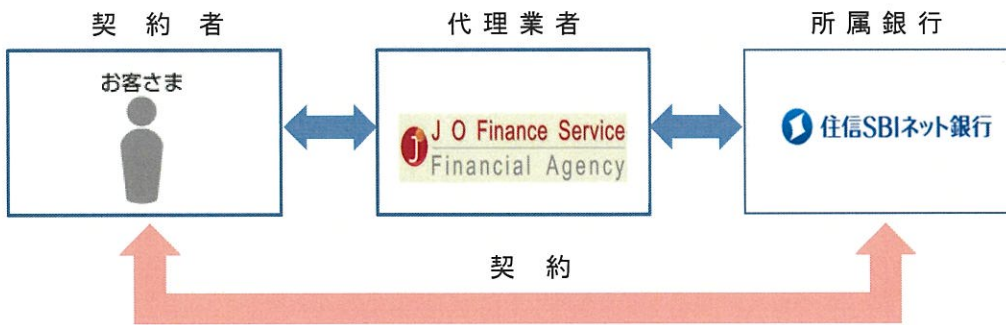 契約者
代理業者
所属銀行
お客さま
J O Finance Service
Financial Agency
住信SBIネット銀行
契約